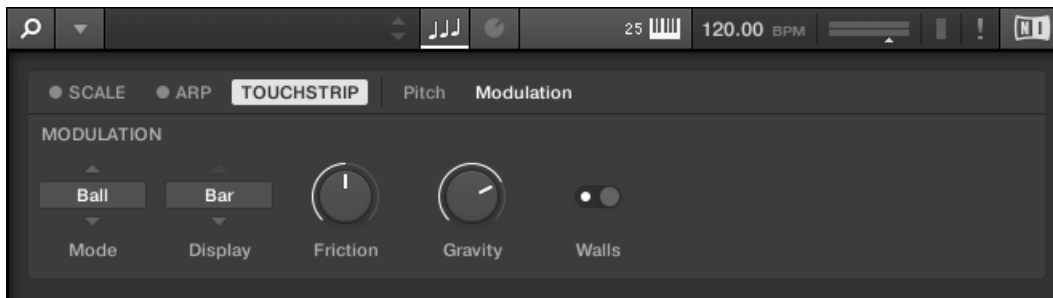 25 120.00 BPM ! NI
SCALE ARP TOUCHSTRIP Pitch Modulation
MODULATION
Ball Bar
Mode Display Friction Gravity Walls